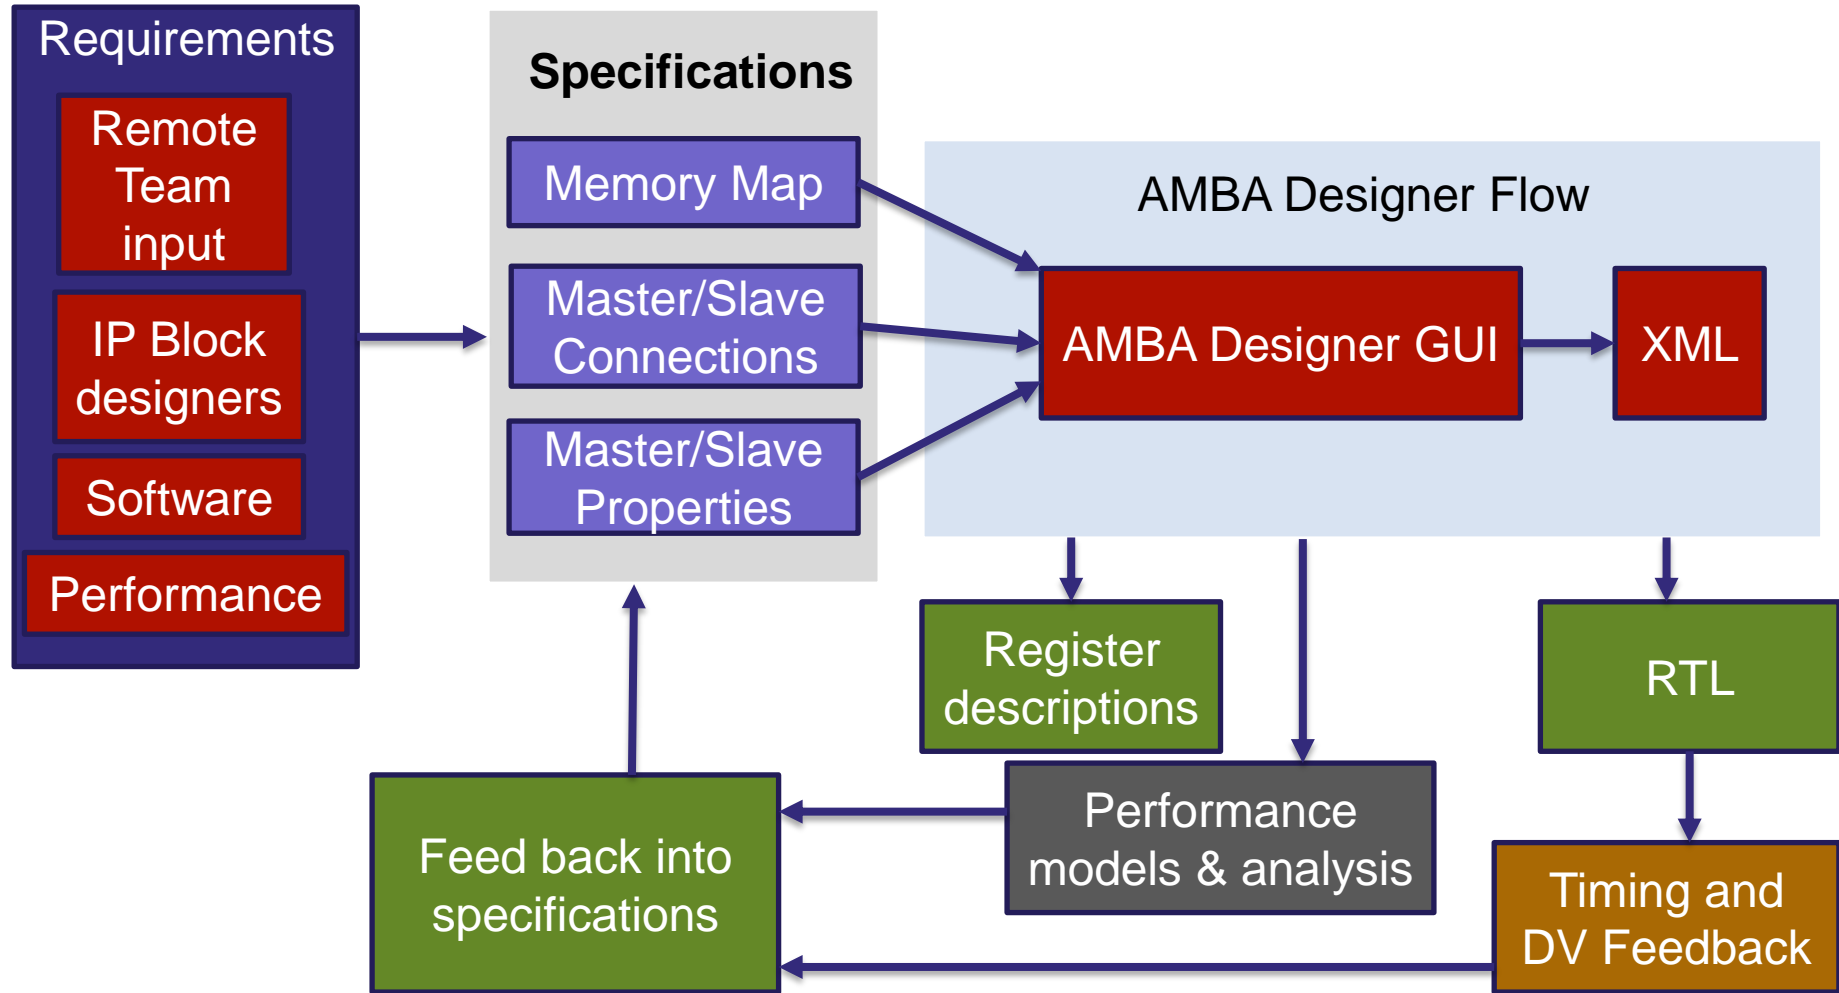 Requirements
Remote
Team
input
IP Block
designers
Software
Performance
Specifications
Memory Map
Master/Slave
Connections
Master/Slave
Properties
AMBA Designer Flow
AMBA Designer GUI
XML
Register
descriptions
RTL
Performance
models & analysis
Timing and
DV Feedback
Feed back into
specifications